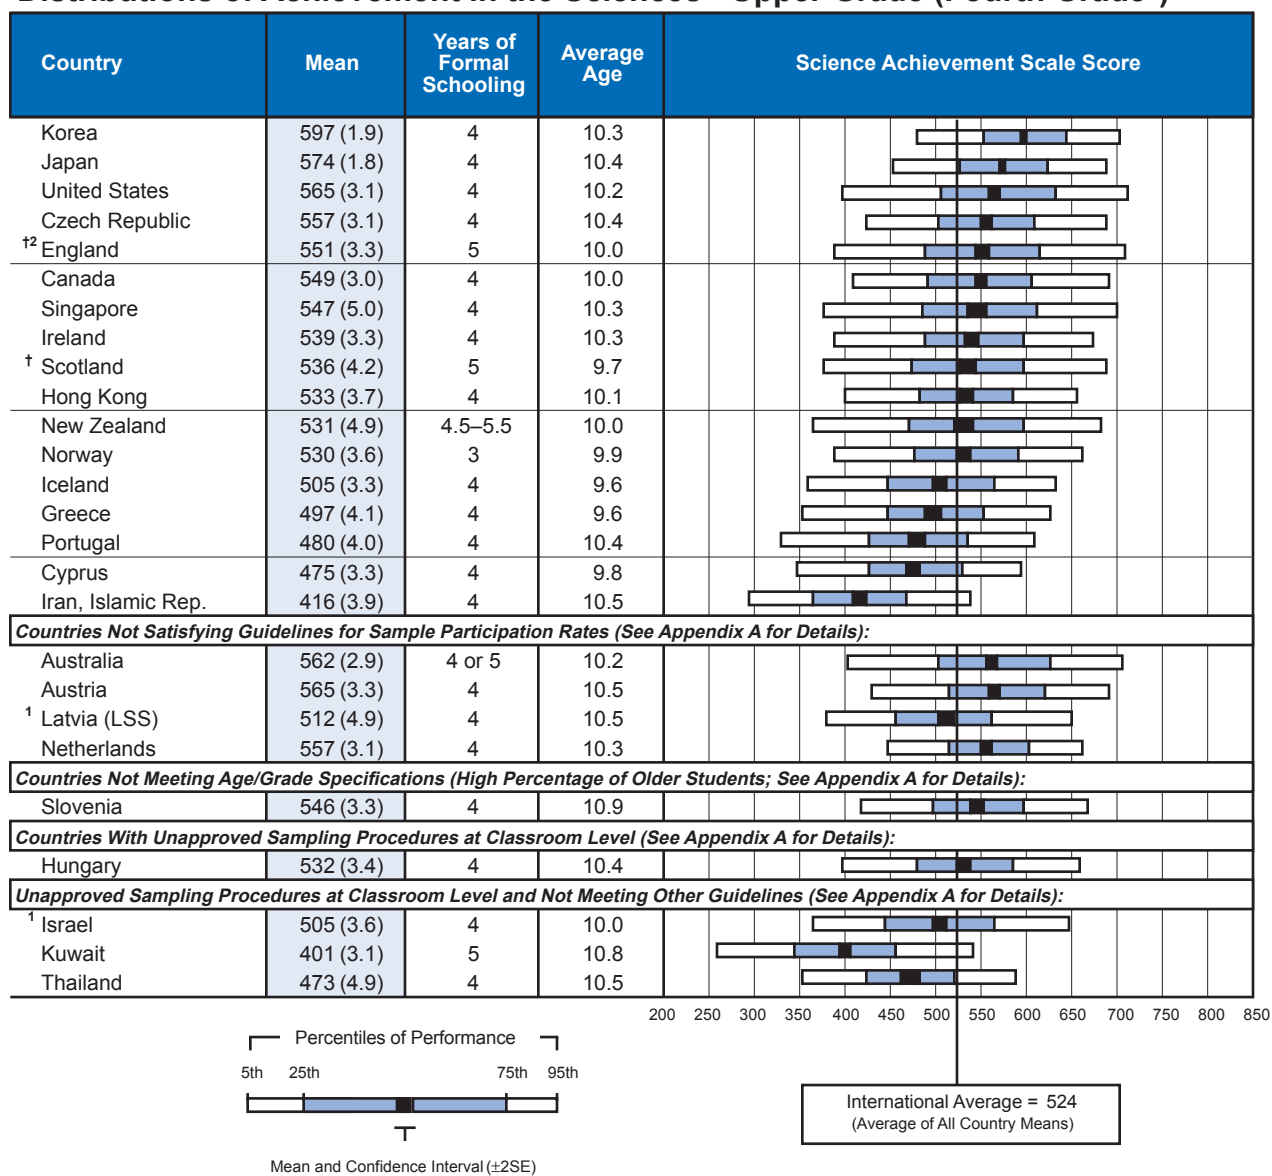 Country Mean Years of Formal Schooling Average Age Science Achievement Scale Score
Korea 597 (1.9) 4 10.3
Japan 574 (1.8) 4 10.4
United States 565 (3.1) 4 10.2
Czech Republic 557 (3.1) 4 10.4
†2 England 551 (3.3) 5 10.0
Canada 549 (3.0) 4 10.0
Singapore 547 (5.0) 4 10.3
Ireland 539 (3.3) 4 10.3
† Scotland 536 (4.2) 5 9.7
Hong Kong 533 (3.7) 4 10.1
New Zealand 531 (4.9) 4.5–5.5 10.0
Norway 530 (3.6) 3 9.9
Iceland 505 (3.3) 4 9.6
Greece 497 (4.1) 4 9.6
Portugal 480 (4.0) 4 10.4
Cyprus 475 (3.3) 4 9.8
Iran, Islamic Rep. 416 (3.9) 4 10.5
Countries Not Satisfying Guidelines for Sample Participation Rates (See Appendix A for Details):
Australia 562 (2.9) 4 or 5 10.2
Austria 565 (3.3) 4 10.5
1 Latvia (LSS) 512 (4.9) 4 10.5
Netherlands 557 (3.1) 4 10.3
Countries Not Meeting Age/Grade Specifications (High Percentage of Older Students; See Appendix A for Details):
Slovenia 546 (3.3) 4 10.9
Countries With Unapproved Sampling Procedures at Classroom Level (See Appendix A for Details):
Hungary 532 (3.4) 4 10.4
Unapproved Sampling Procedures at Classroom Level and Not Meeting Other Guidelines (See Appendix A for Details):
1 Israel 505 (3.6) 4 10.0
Kuwait 401 (3.1) 5 10.8
Thailand 473 (4.9) 4 10.5
200 250 300 350 400 450 500 550 600 650 700 750 800 850
Percentiles of Performance
5th 25th 75th 95th
Mean and Confidence Interval (±2SE)
International Average = 524
(Average of All Country Means)